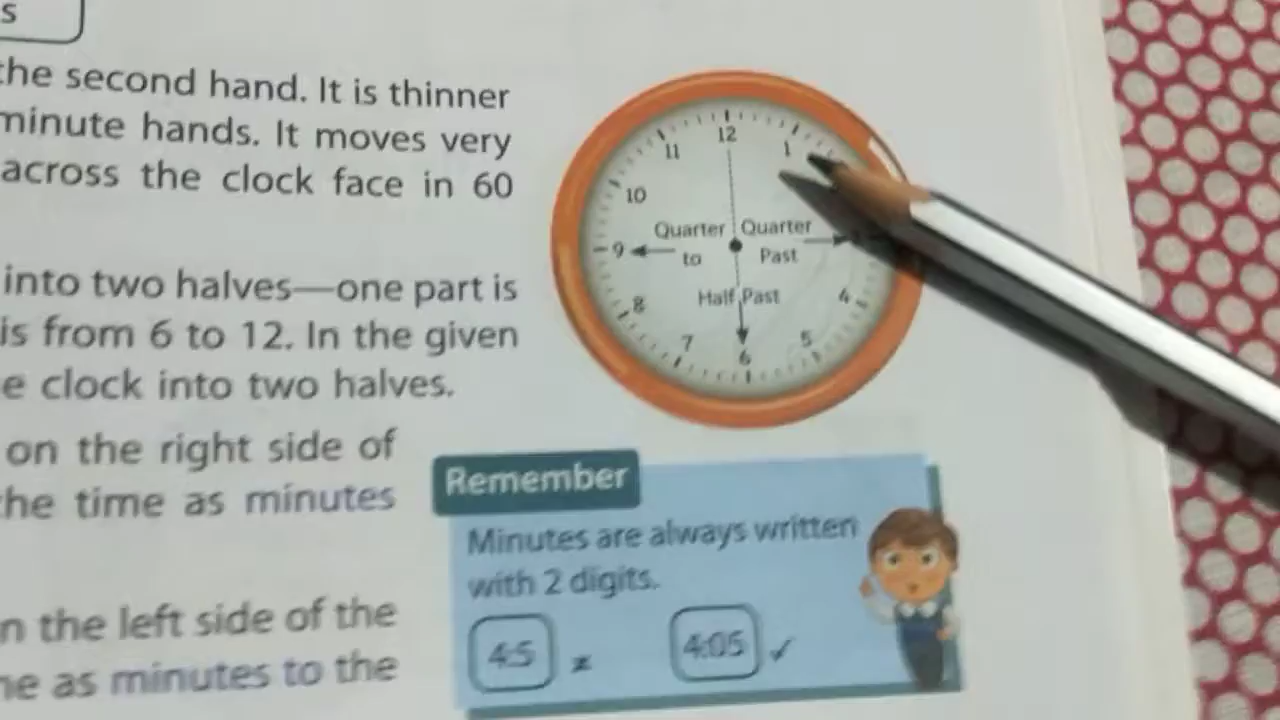 s
the second hand. It is thinner
minute hands. It moves very
across the clock face in 60
into two halves—one part is
is from 6 to 12. In the given
e clock into two halves.
on the right side of
he time as minutes
n the left side of the
ne as minutes to the
12
11
1
10
Quarter Quarter
9
to Past
8
Half Past
4
7
5
6
Remember
Minutes are always written
with 2 digits.
4:5 × 4:05 ✓